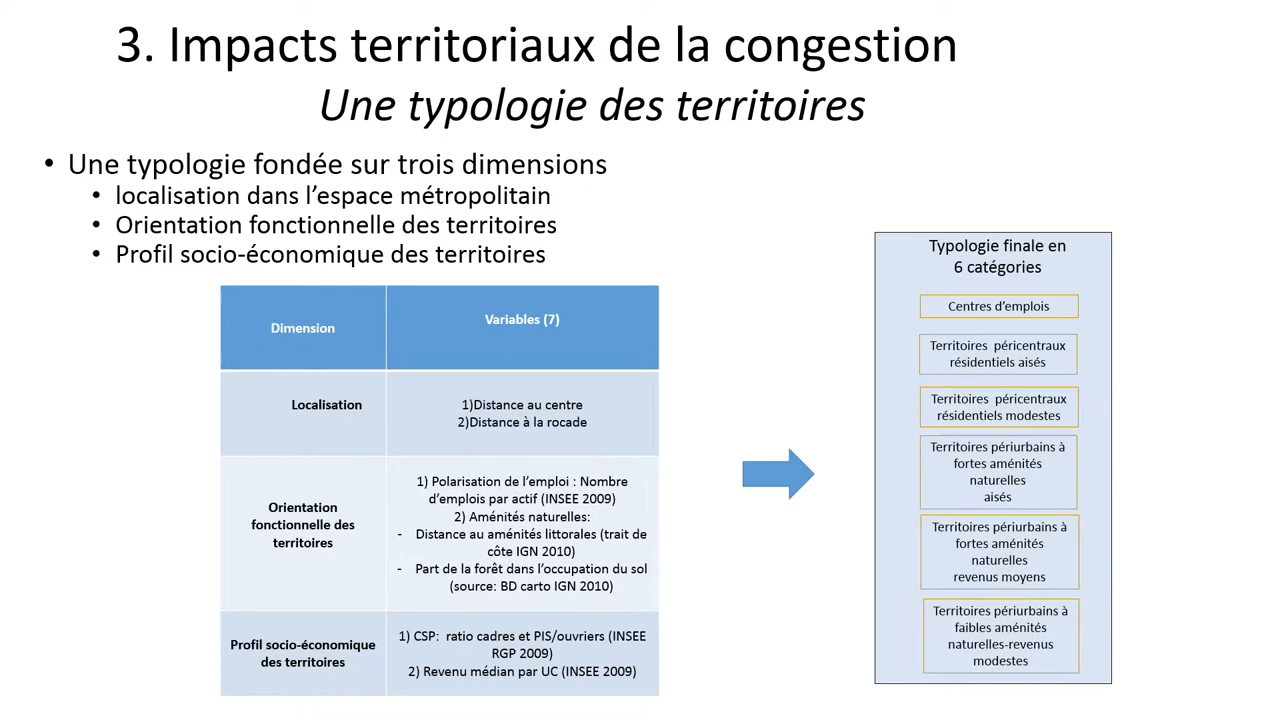 3. Impacts territoriaux de la congestion
Une typologie des territoires
• Une typologie fondée sur trois dimensions
• localisation dans l’espace métropolitain
• Orientation fonctionnelle des territoires
• Profil socio-économique des territoires
Dimension
Variables (7)
Localisation
1)Distance au centre
2)Distance à la rocade
Orientation
fonctionnelle des
territoires
1) Polarisation de l’emploi : Nombre
d’emplois par actif (INSEE 2009)
2) Aménités naturelles:
- Distance au aménités littorales (trait de
côte IGN 2010)
- Part de la forêt dans l’occupation du sol
(source: BD carto IGN 2010)
Profil socio-économique
des territoires
1) CSP: ratio cadres et PIS/ouvriers (INSEE
RGP 2009)
2) Revenu médian par UC (INSEE 2009)
Typologie finale en
6 catégories
Centres d’emplois
Territoires péricentraux
résidentiels aisés
Territoires péricentraux
résidentiels modestes
Territoires périurbains à
fortes aménités
naturelles
aisés
Territoires périurbains à
fortes aménités
naturelles
revenus moyens
Territoires périurbains à
faibles aménités
naturelles-revenus
modestes